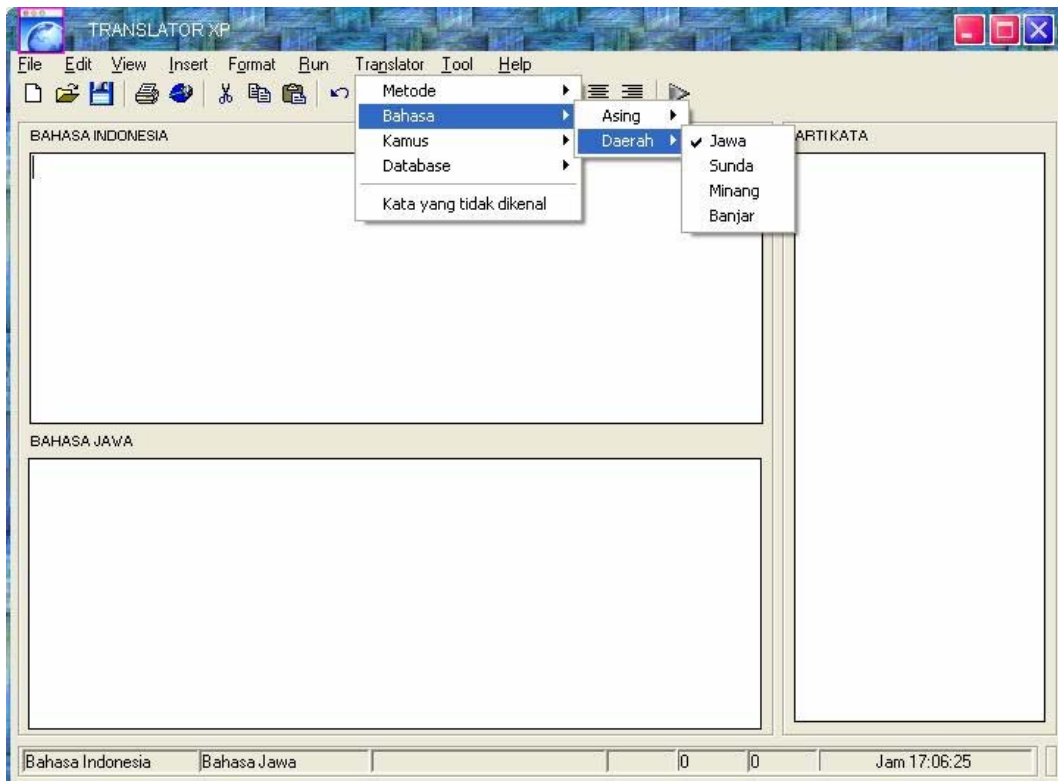 TRANSLATOR XP
File Edit View Insert Format Run Translator Tool Help
Metode
Bahasa
Kamus
Database
Kata yang tidak dikenal
Asing
Daerah
Jawa
Sunda
Minang
Banjar
BAHASA INDONESIA
ARTI KATA
BAHASA JAWA
Bahasa Indonesia Bahasa Jawa 0 0 Jam 17:06:25